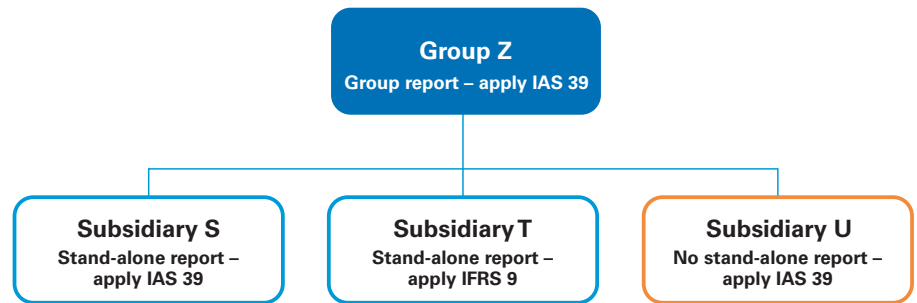 Group Z
Group report – apply IAS 39
Subsidiary S
Stand-alone report –
apply IAS 39
Subsidiary T
Stand-alone report –
apply IFRS 9
Subsidiary U
No stand-alone report –
apply IAS 39